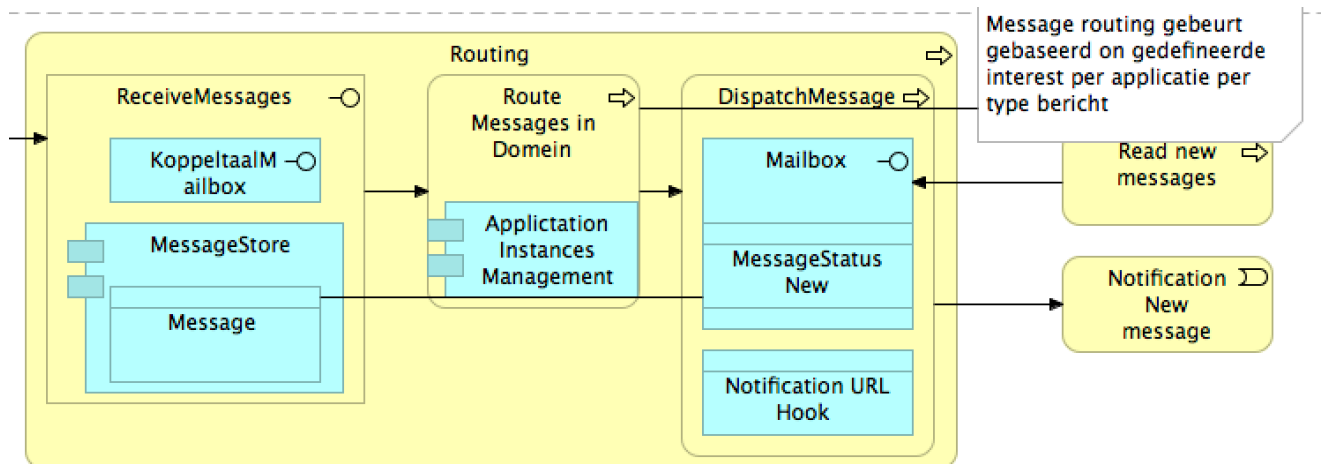 Routing
ReceiveMessages
KoppeltaalM
ailbox
MessageStore
Message
Route
Messages in
Domein
Applictation
Instances
Management
DispatchMessage
Mailbox
MessageStatus
New
Notification URL
Hook
Message routing gebeurt
gebaseerd on gedefineerde
interest per applicatie per
type bericht
Read new
messages
Notification
New
message